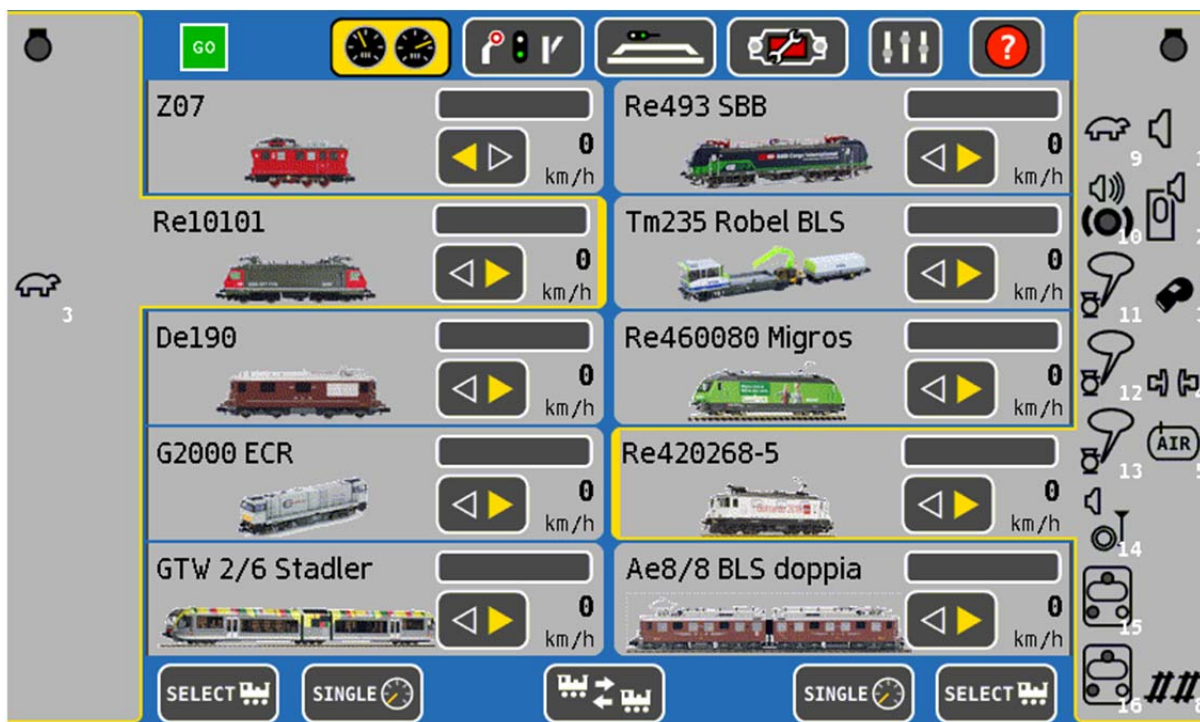 GO
?
Z07
0
km/h
Re10101
0
km/h
De190
0
km/h
G2000 ECR
0
km/h
GTW 2/6 Stadler
0
km/h
Re493 SBB
0
km/h
Tm235 Robel BLS
0
km/h
Re460080 Migros
0
km/h
Re420268-5
0
km/h
Ae8/8 BLS doppia
0
km/h
3
9
10
11
12
13
14
15
16
AIR
SELECT
SINGLE
SINGLE
SELECT